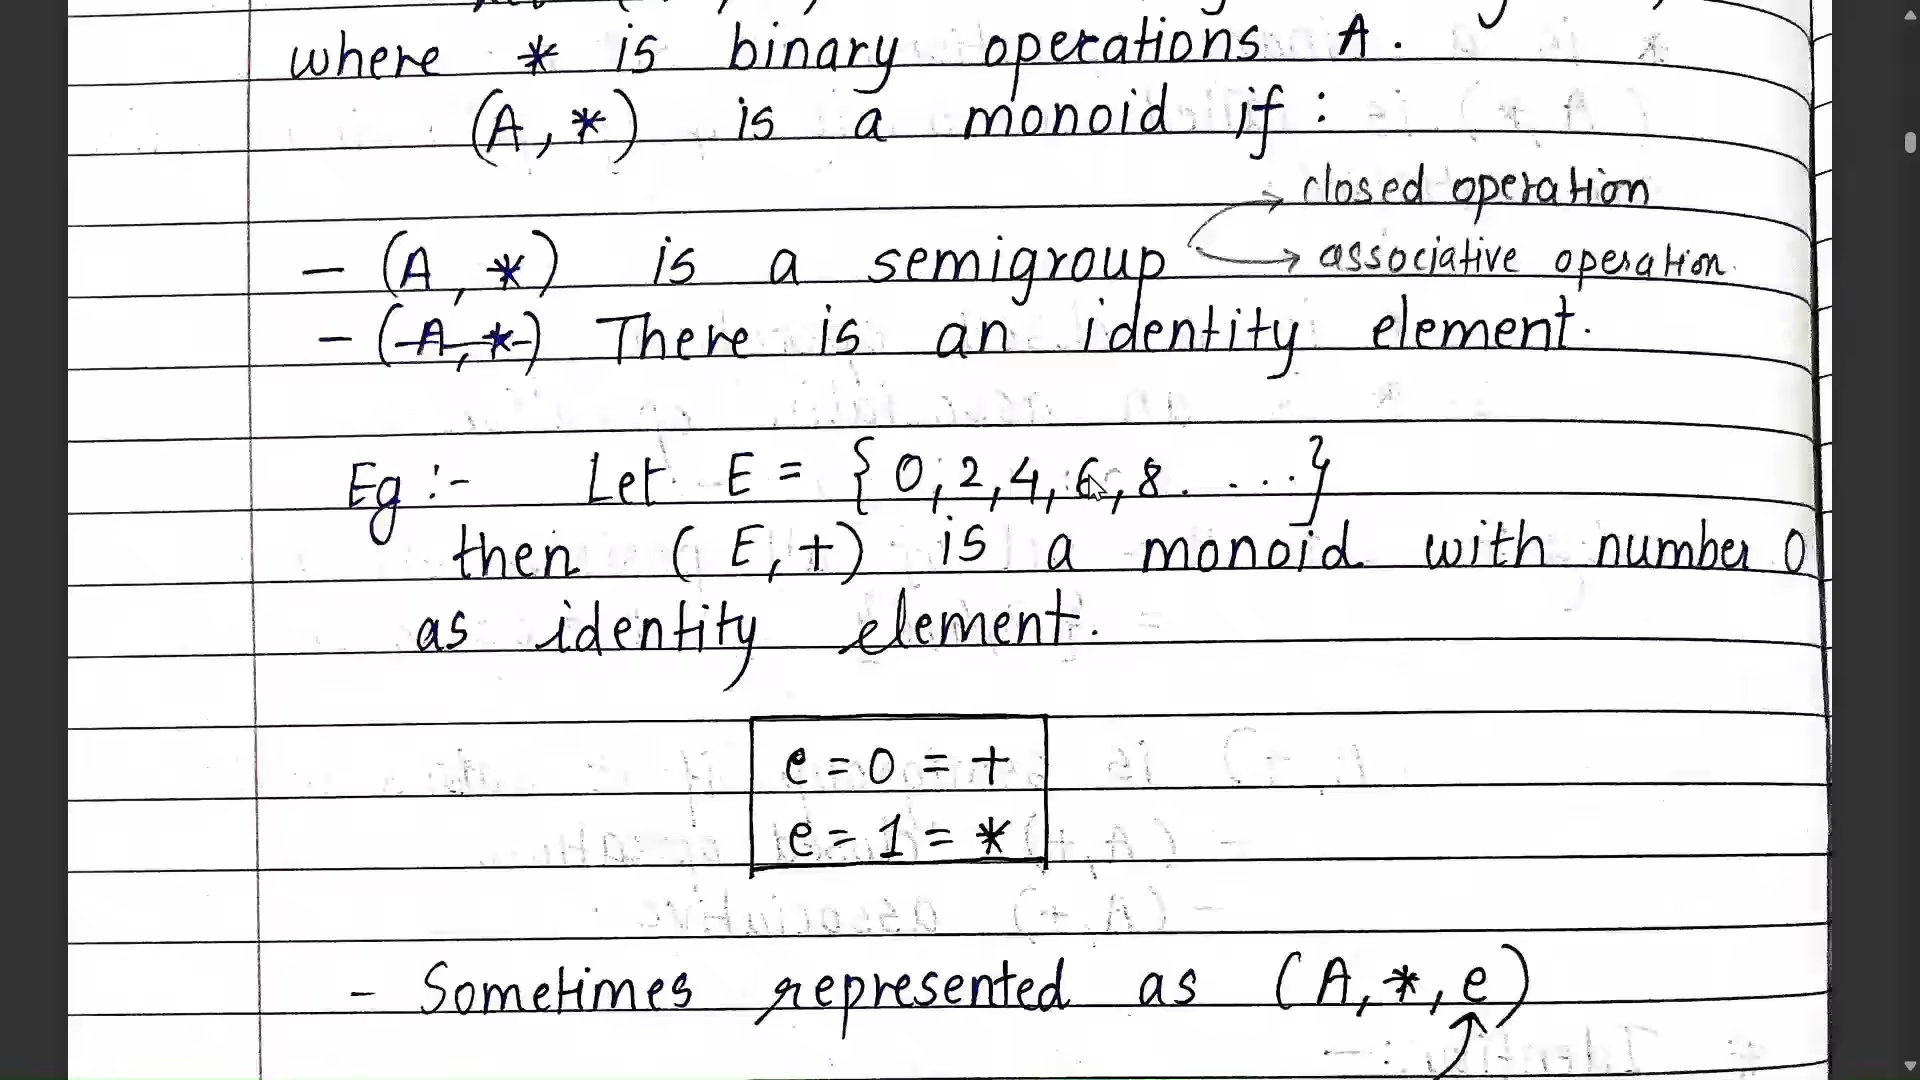 where * is binary operations A.
(A, *) is a monoid if :
→ closed operation
- (A, *) is a semigroup → associative operation.
- (A, *) There is an identity element.
Eg :- Let E = { 0, 2, 4, 6, 8. . . . . }
then ( E, + ) is a monoid with number 0
as identity element.
e = 0 = +
e = 1 = *
- Sometimes represented as (A, *, e)